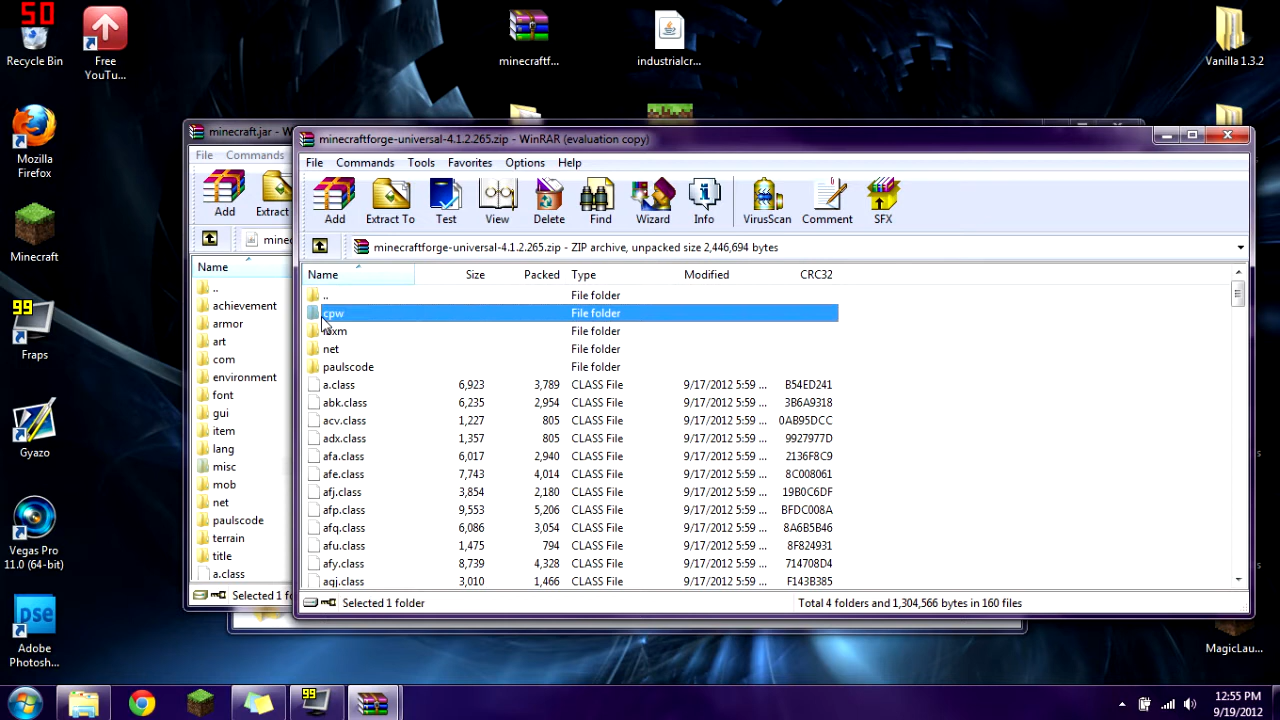 50
Recycle Bin
Free
YouTu...
minecraftf...
industrialcr...
Vanilla 1.3.2
Mozilla
Firefox
Minecraft
99
Fraps
Gyazo
Vegas Pro
11.0 (64-bit)
pse
Adobe
Photosh...
MagicLau...
minecraft.jar - W
File Commands
Add Extract
mine
Name
..
achievement
armor
art
com
environment
font
gui
item
lang
misc
mob
net
paulscode
terrain
title
a.class
Selected 1 fo
minecraftforge-universal-4.1.2.265.zip - WinRAR (evaluation copy)
File Commands Tools Favorites Options Help
Add Extract To Test View Delete Find Wizard Info VirusScan Comment SFX
minecraftforge-universal-4.1.2.265.zip - ZIP archive, unpacked size 2,446,694 bytes
Name Size Packed Type Modified CRC32
.. File folder
cpw File folder
File folder
net File folder
paulscode File folder
a.class 6,923 3,789 CLASS File 9/17/2012 5:59 ... B54ED241
abk.class 6,235 2,954 CLASS File 9/17/2012 5:59 ... 3B6A9318
acv.class 1,227 805 CLASS File 9/17/2012 5:59 ... 0AB95DCC
adx.class 1,357 805 CLASS File 9/17/2012 5:59 ... 9927977D
afa.class 6,017 2,940 CLASS File 9/17/2012 5:59 ... 2136F8C9
afe.class 7,743 4,014 CLASS File 9/17/2012 5:59 ... 8C008061
afj.class 3,854 2,180 CLASS File 9/17/2012 5:59 ... 19B0C6DF
afp.class 9,553 5,206 CLASS File 9/17/2012 5:59 ... BFDC008A
afq.class 6,086 3,054 CLASS File 9/17/2012 5:59 ... 8A6B5B46
afu.class 1,475 794 CLASS File 9/17/2012 5:59 ... 8F824931
afy.class 8,739 4,328 CLASS File 9/17/2012 5:59 ... 714708D4
agj.class 3,010 1,466 CLASS File 9/17/2012 5:59 ... F143B385
Selected 1 folder
Total 4 folders and 1,304,566 bytes in 160 files
99
12:55 PM
9/19/2012